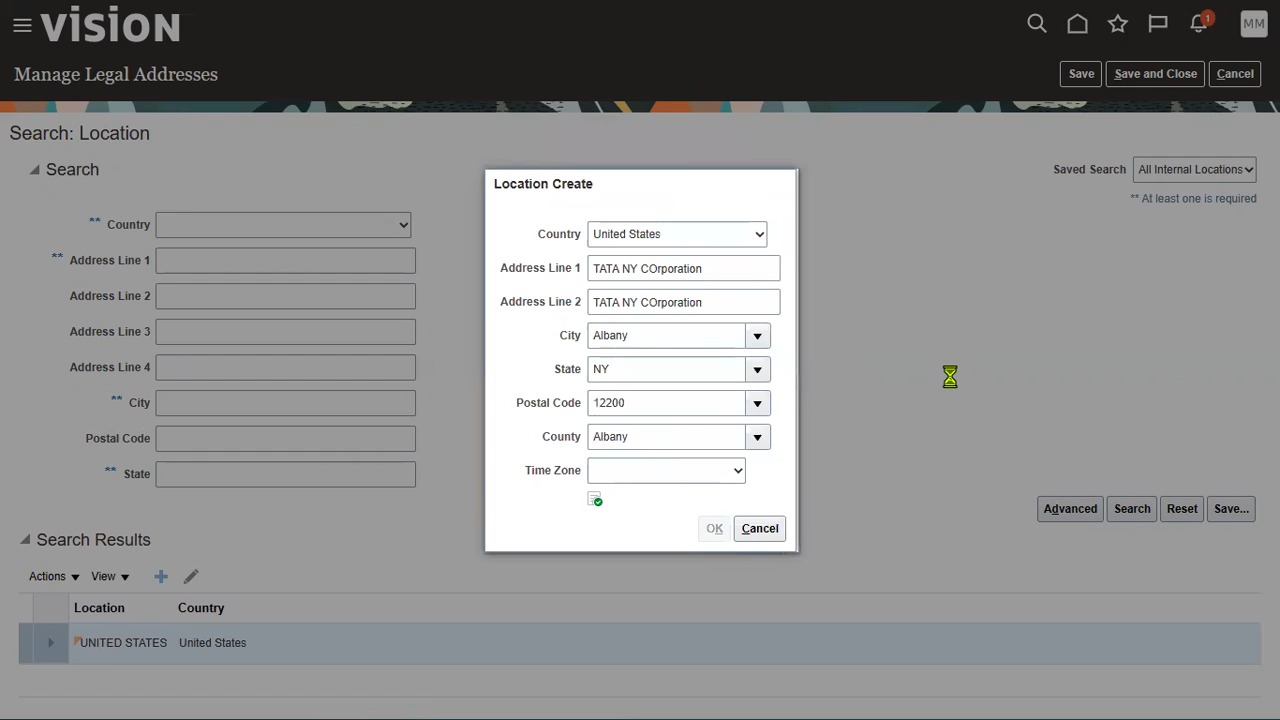 vision
1
MM
Manage Legal Addresses
Save
Save and Close
Cancel
Search: Location
Search
Saved Search All Internal Locations
** At least one is required
** Country
** Address Line 1
Address Line 2
Address Line 3
Address Line 4
** City
Postal Code
** State
Advanced
Search
Reset
Save...
Location Create
Country United States
Address Line 1 TATA NY COrporation
Address Line 2 TATA NY COrporation
City Albany
State NY
Postal Code 12200
County Albany
Time Zone
OK
Cancel
Search Results
Actions
View
Location Country
UNITED STATES United States